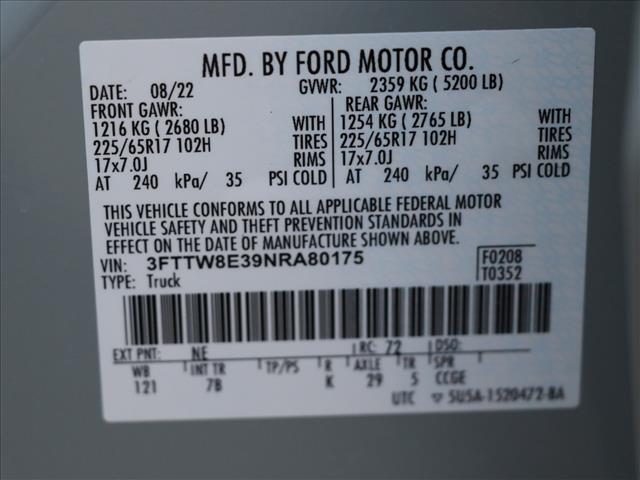 MFD. BY FORD MOTOR CO.
DATE: 08/22 GVWR: 2359 KG ( 5200 LB)
FRONT GAWR: REAR GAWR:
1216 KG ( 2680 LB) WITH 1254 KG ( 2765 LB) WITH
225/65R17 102H TIRES 225/65R17 102H TIRES
17x7.0J RIMS 17x7.0J RIMS
AT 240 kPa/ 35 PSI COLD AT 240 kPa/ 35 PSI COLD
THIS VEHICLE CONFORMS TO ALL APPLICABLE FEDERAL MOTOR
VEHICLE SAFETY AND THEFT PREVENTION STANDARDS IN
EFFECT ON THE DATE OF MANUFACTURE SHOWN ABOVE.
VIN: 3FTTW8E39NRA80175 F0208
TYPE: Truck T0352
EXT PNT: NE RC: 72 DSO:
WB INT TR TP/PS R AXLE TR SPR
121 7B K 29 5 CCGE
UTC ▽ 5U5A-1520472-BA